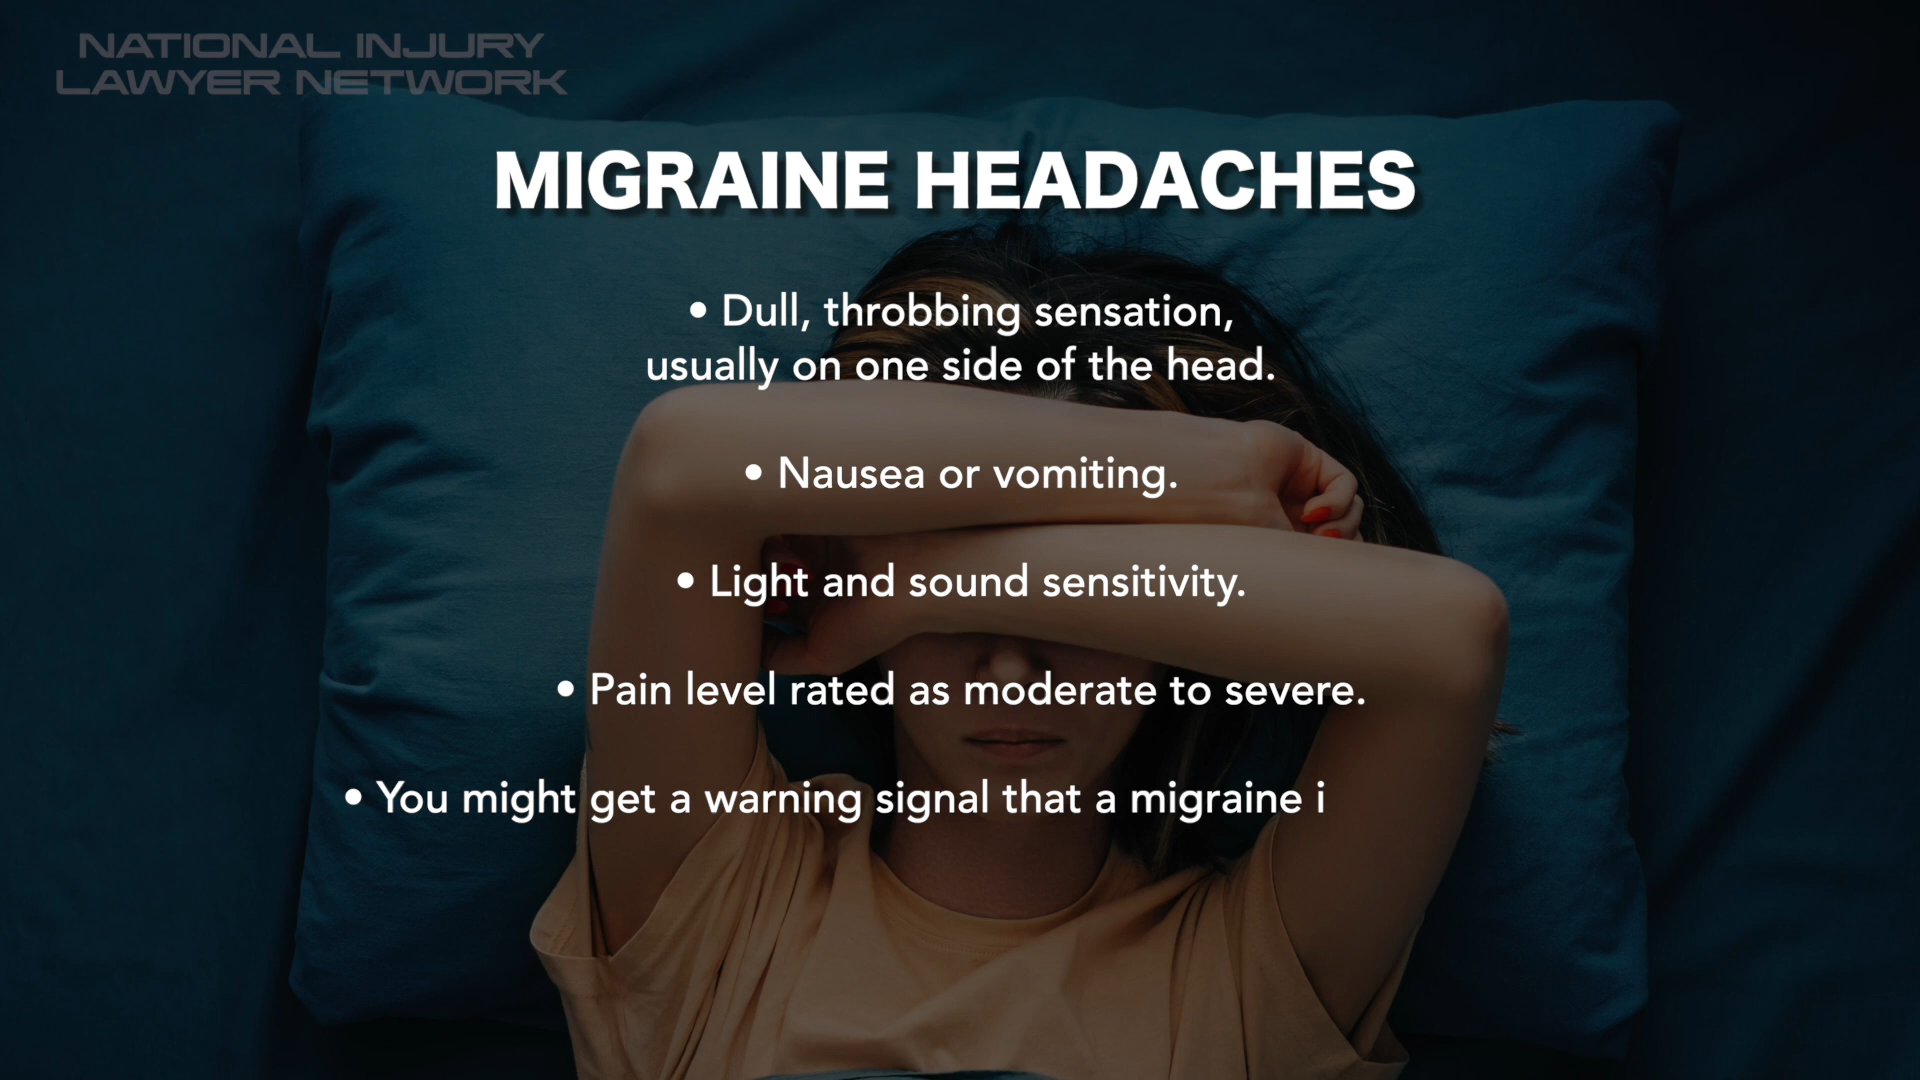 NATIONAL INJURY
LAWYER NETWORK
MIGRAINE HEADACHES
• Dull, throbbing sensation,
usually on one side of the head.
• Nausea or vomiting.
• Light and sound sensitivity.
• Pain level rated as moderate to severe.
• You might get a warning signal that a migraine i